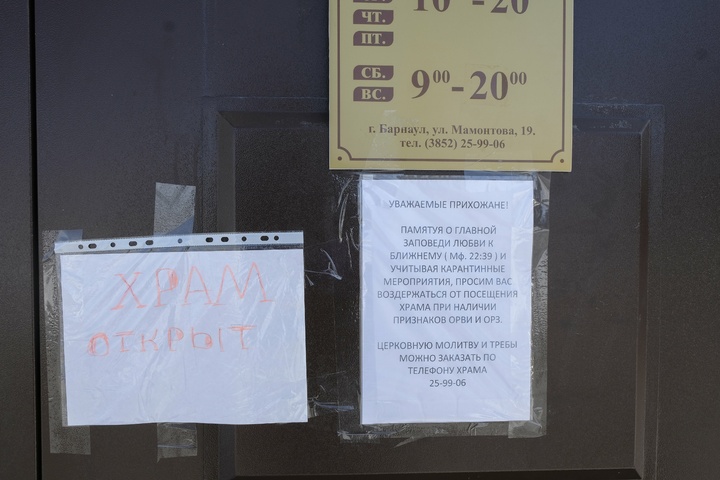 ЧТ.
10 - 20
ПТ.
СБ.
9⁰⁰ - 20⁰⁰
ВС.
г. Барнаул, ул. Мамонтова, 19.
тел. (3852) 25-99-06
УВАЖАЕМЫЕ ПРИХОЖАНЕ!
ПАМЯТУЯ О ГЛАВНОЙ
ЗАПОВЕДИ ЛЮБВИ К
БЛИЖНЕМУ ( Мф. 22:39 ) И
УЧИТЫВАЯ КАРАНТИННЫЕ
МЕРОПРИЯТИЯ, ПРОСИМ ВАС
ВОЗДЕРЖАТЬСЯ ОТ ПОСЕЩЕНИЯ
ХРАМА ПРИ НАЛИЧИИ
ПРИЗНАКОВ ОРВИ И ОРЗ.
ЦЕРКОВНУЮ МОЛИТВУ И ТРЕБЫ
МОЖНО ЗАКАЗАТЬ ПО
ТЕЛЕФОНУ ХРАМА
25-99-06
ХРАМ
ОТКРЫТ